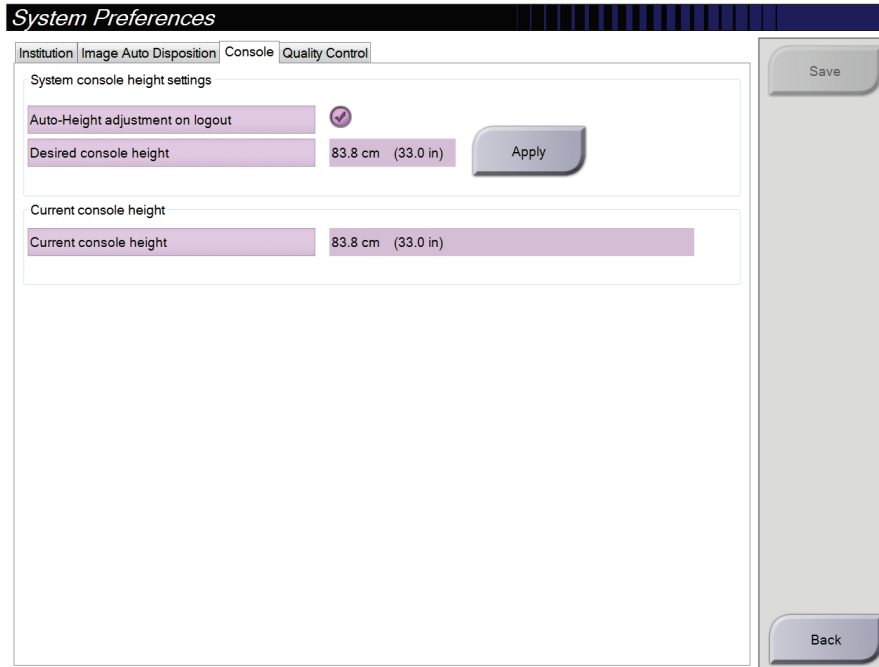 System Preferences
Institution Image Auto Disposition Console Quality Control
Save
System console height settings
Auto-Height adjustment on logout
Desired console height 83.8 cm (33.0 in) Apply
Current console height
Current console height 83.8 cm (33.0 in)
Back